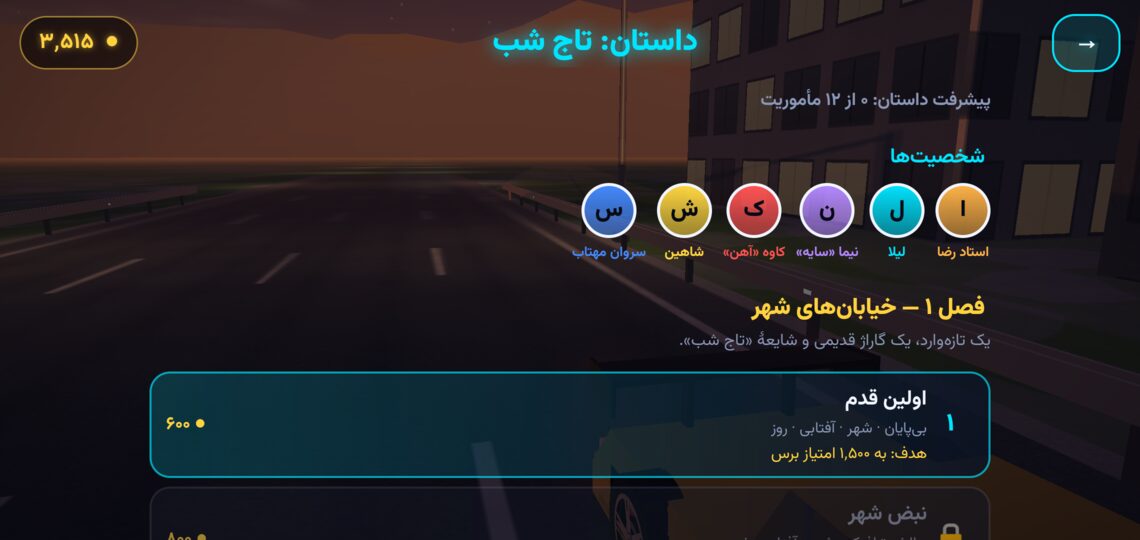 →
داستان: تاج شب
۳,۵۱۵
پیشرفت داستان: ۰ از ۱۲ مأموریت
شخصیت‌ها
ا ل ن ک ش س
استاد رضا لیلا نیما «سایه» کاوه «آهن» شاهین سروان مهتاب
فصل ۱ — خیابان‌های شهر
یک تازه‌وارد، یک گاراژ قدیمی و شایعهٔ «تاج شب».
۱
اولین قدم
بی‌پایان · شهر · آفتابی · روز
هدف: به ۱,۵۰۰ امتیاز برس
۶۰۰
نبض شهر
۸۰۰